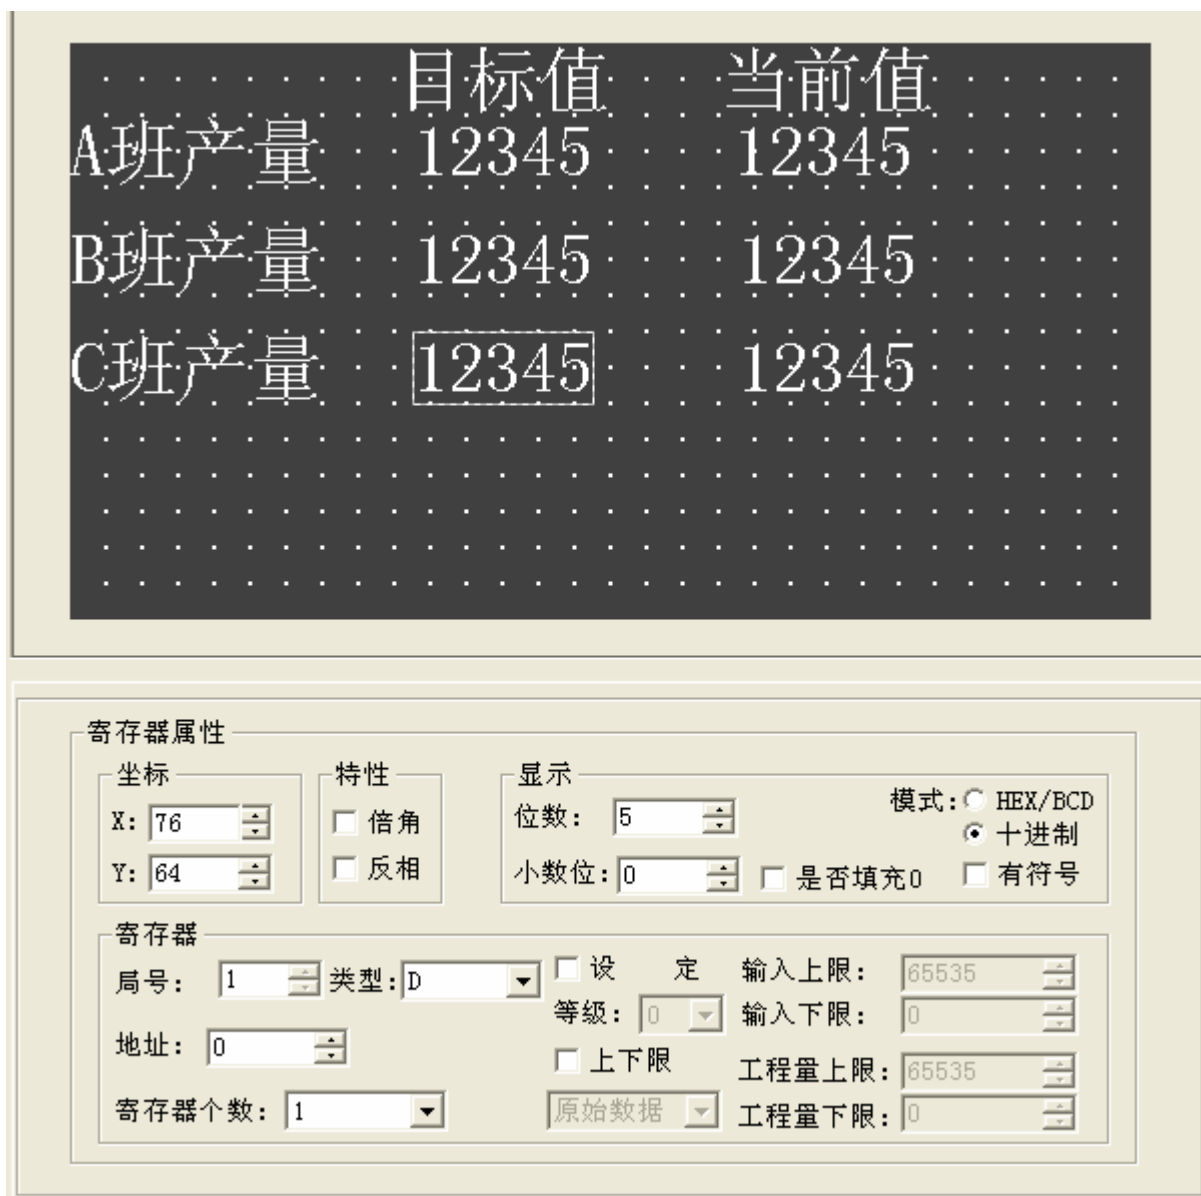 目标值 当前值
A班产量 12345 12345
B班产量 12345 12345
C班产量 12345 12345
寄存器属性
坐标 特性 显示
X: 76 倍角 位数: 5 模式: HEX/BCD
十进制
Y: 64 反相 小数位: 0 是否填充0 有符号
寄存器
局号: 1 类型: D 设 定 输入上限: 65535
等级: 0 输入下限: 0
地址: 0 上下限 工程量上限: 65535
寄存器个数: 1 原始数据 工程量下限: 0